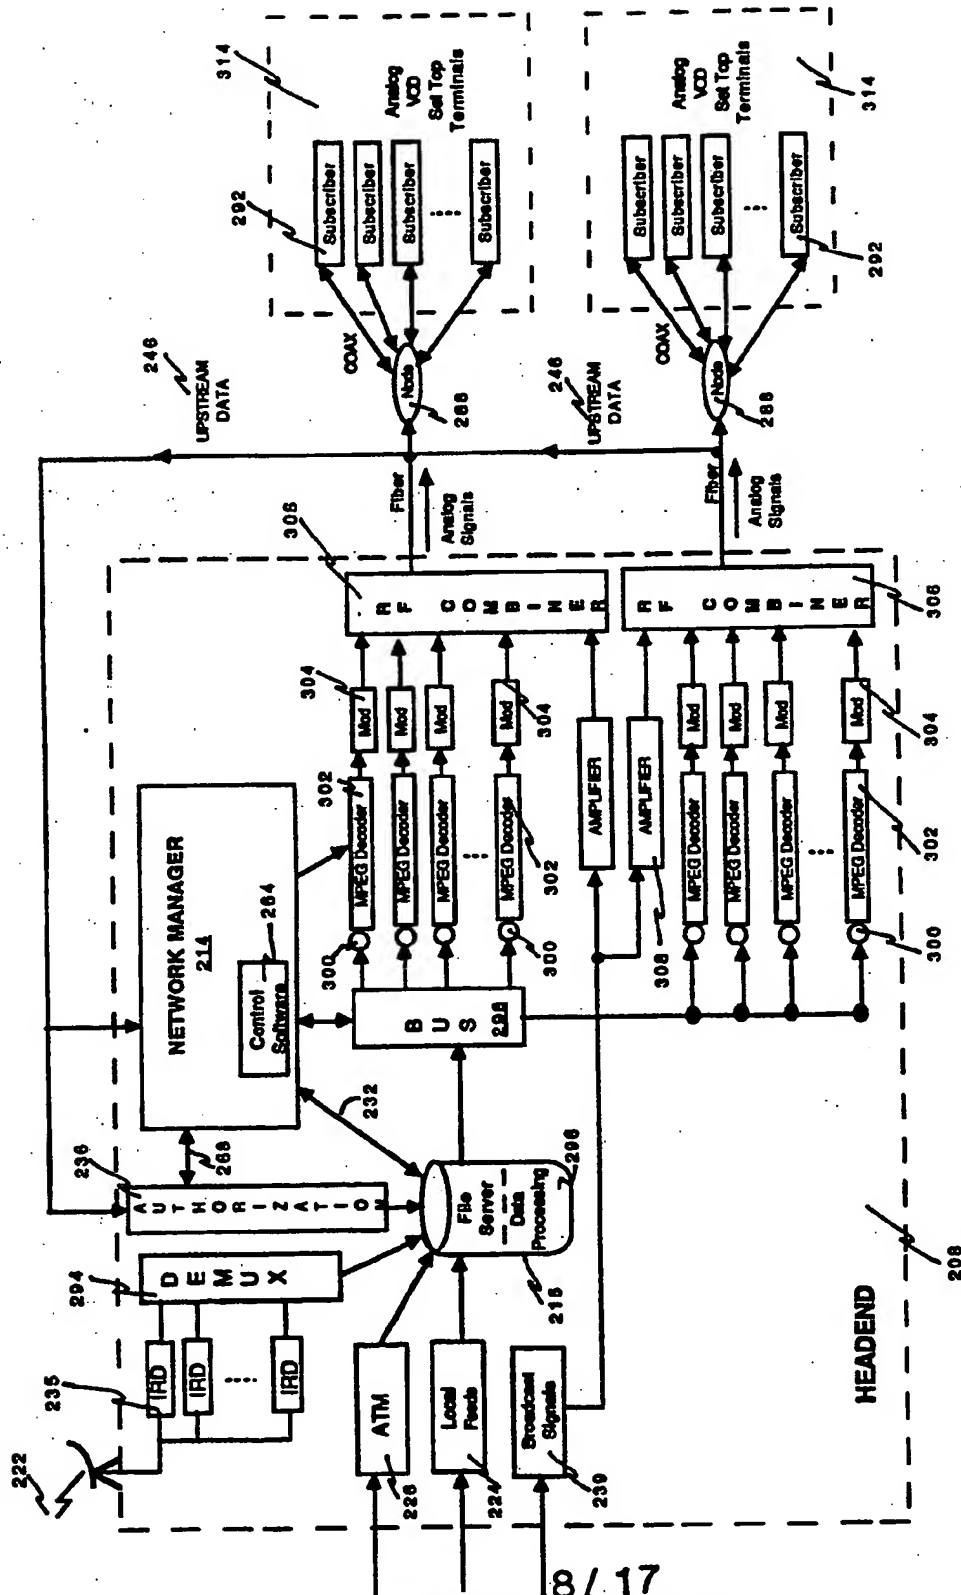 222
235
IRD
IRD
IRD
294
DEMUX
236
AUTHORIZATION
268
NETWORK MANAGER
214
264
Control
Software
232
ATM
226
Local
Feeds
224
Broadcast
Signals
239
File
Server
Data
Processing
296
215
BUS
298
300
302
MPEG Decoder
MPEG Decoder
MPEG Decoder
MPEG Decoder
300
302
304
Mod
Mod
Mod
Mod
304
AMPLIFIER
AMPLIFIER
308
MPEG Decoder
MPEG Decoder
MPEG Decoder
MPEG Decoder
300
302
Mod
Mod
Mod
Mod
304
306
RF COMBINER
RF COMBINER
306
Fiber
Analog
Signals
Fiber
Analog
Signals
246
UPSTREAM
DATA
246
UPSTREAM
DATA
Node
288
COAX
Node
288
COAX
292
Subscriber
Subscriber
Subscriber
Subscriber
Analog
VOD
Set Top
Terminals
314
Subscriber
Subscriber
Subscriber
Subscriber
292
Analog
VOD
Set Top
Terminals
314
HEADEND
208
8/17